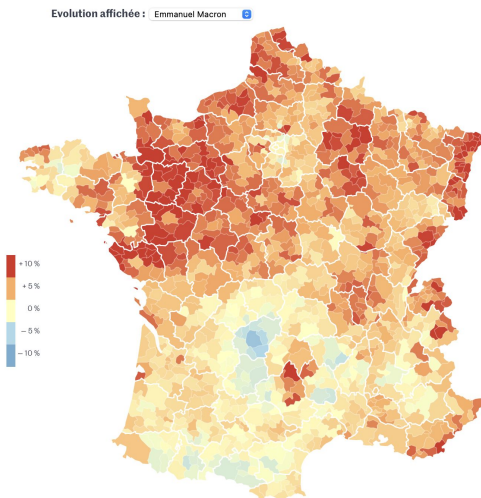 Evolution affichée : Emmanuel Macron
+ 10 %
+ 5 %
0 %
– 5 %
– 10 %